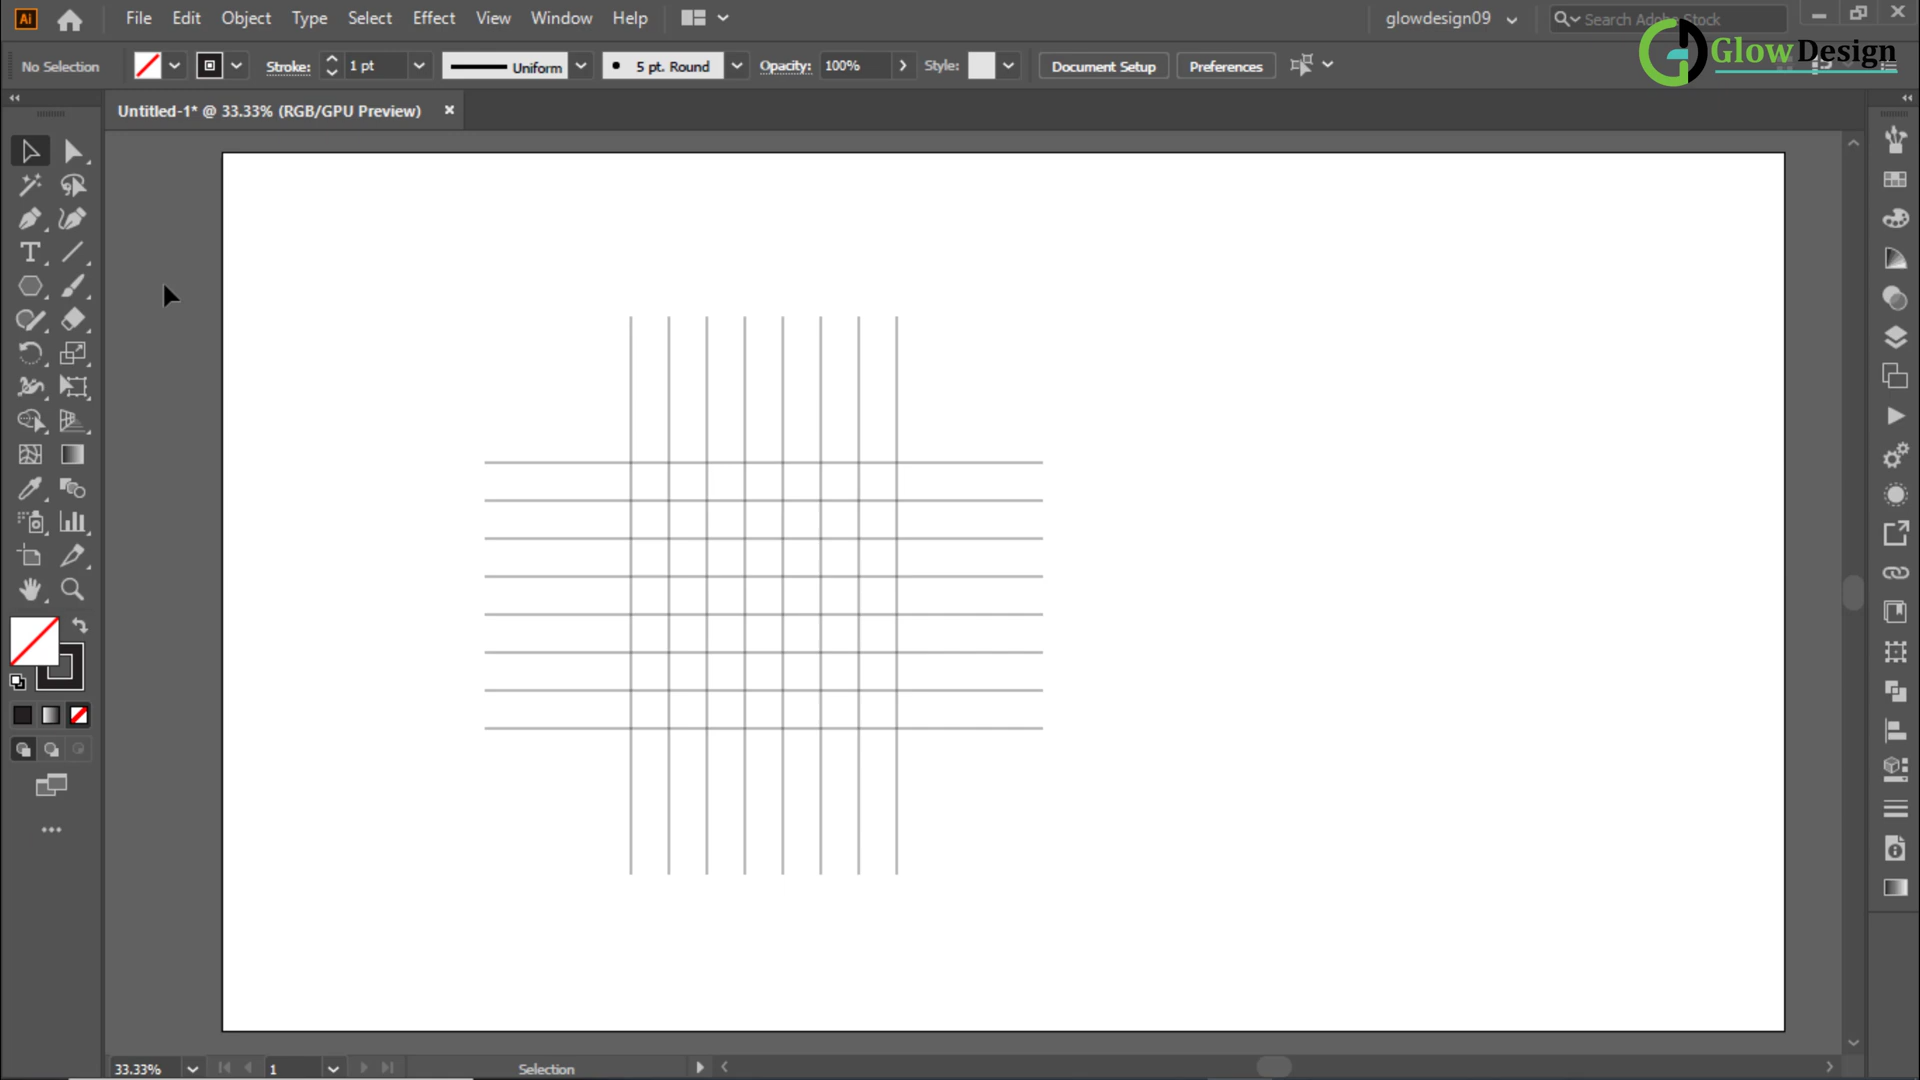 Ai File Edit Object Type Select Effect View Window Help glowdesign09 Search Adobe Stock
GlowDesign
No Selection Stroke: 1 pt Uniform 5 pt. Round Opacity: 100% Style: Document Setup Preferences
Untitled-1* @ 33.33% (RGB/GPU Preview)
33.33% 1 Selection